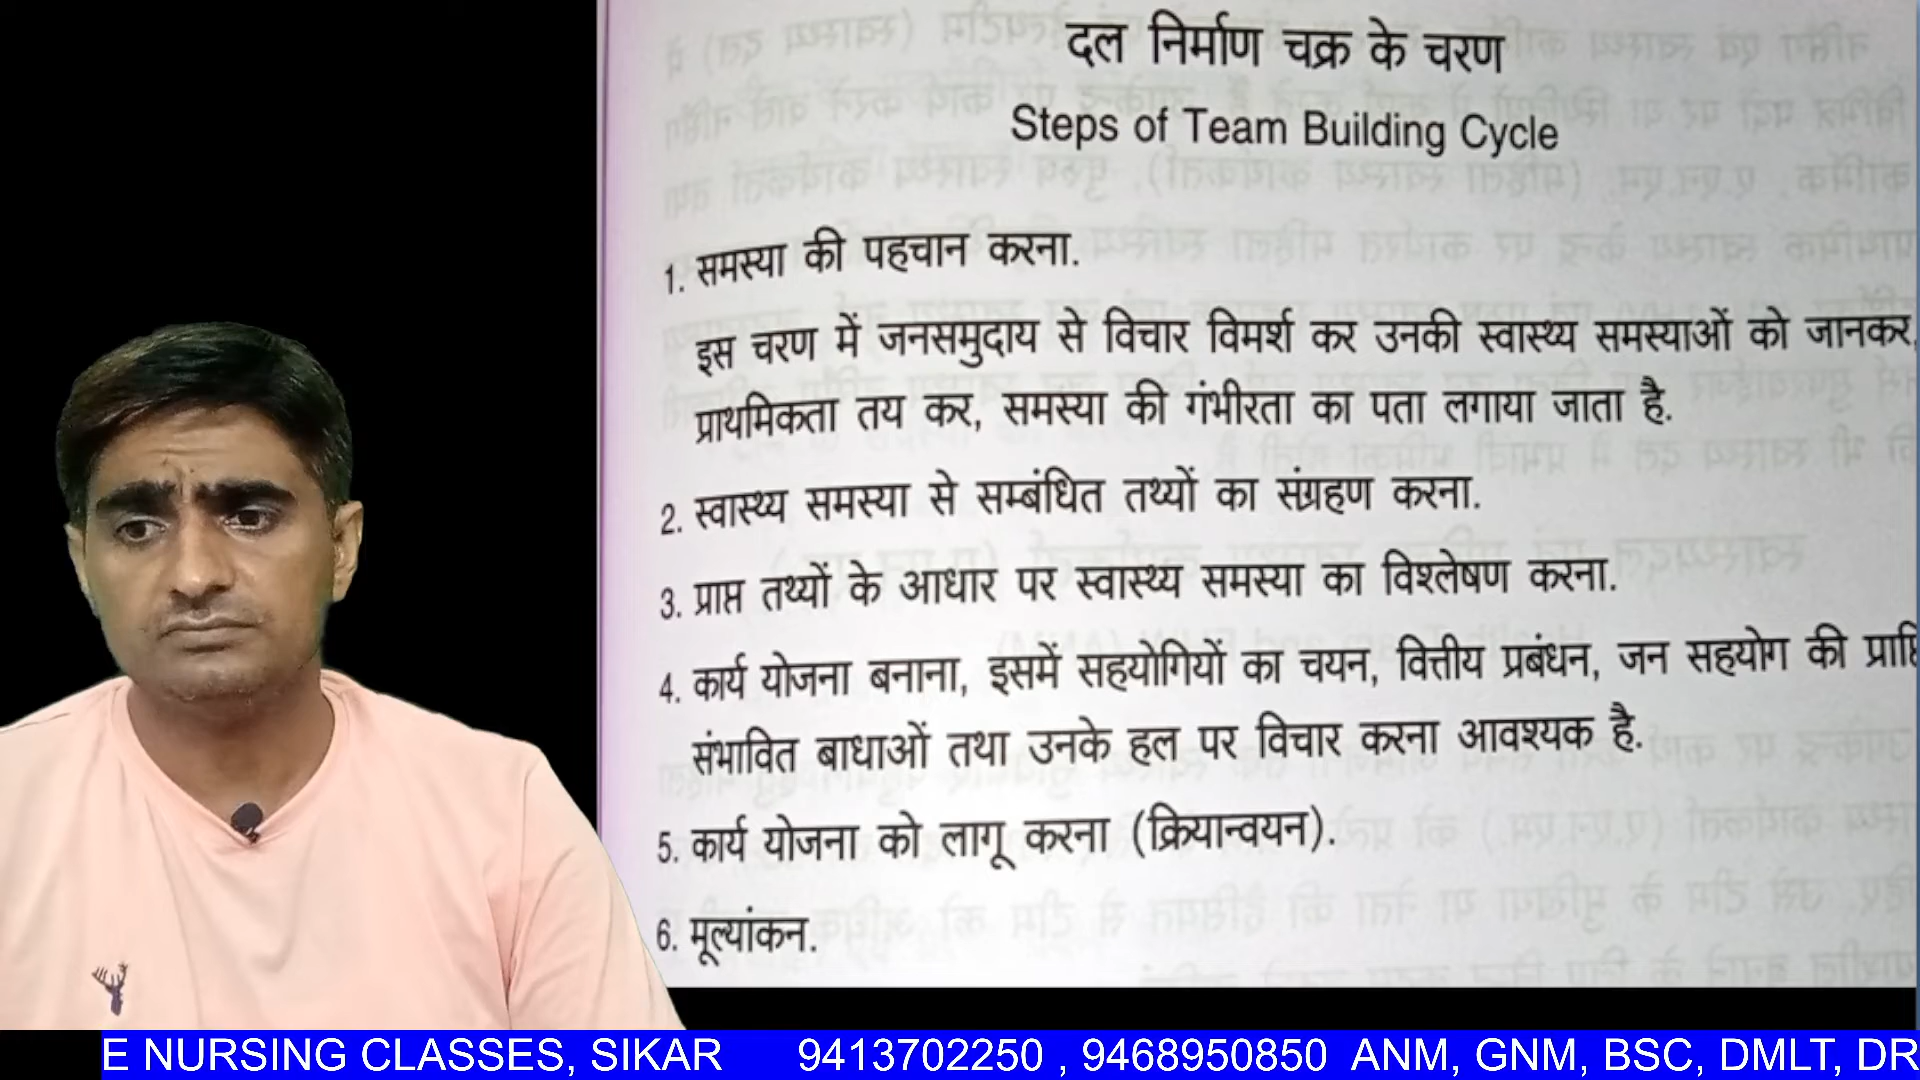 दल निर्माण चक्र के चरण
Steps of Team Building Cycle
1. समस्या की पहचान करना.
इस चरण में जनसमुदाय से विचार विमर्श कर उनकी स्वास्थ्य समस्याओं को जानकर,
प्राथमिकता तय कर, समस्या की गंभीरता का पता लगाया जाता है.
2. स्वास्थ्य समस्या से सम्बंधित तथ्यों का संग्रहण करना.
3. प्राप्त तथ्यों के आधार पर स्वास्थ्य समस्या का विश्लेषण करना.
4. कार्य योजना बनाना, इसमें सहयोगियों का चयन, वित्तीय प्रबंधन, जन सहयोग की
संभावित बाधाओं तथा उनके हल पर विचार करना आवश्यक है.
5. कार्य योजना को लागू करना (क्रियान्वयन).
6. मूल्यांकन.
E NURSING CLASSES, SIKAR 9413702250 , 9468950850 ANM, GNM, BSC, DMLT, DR